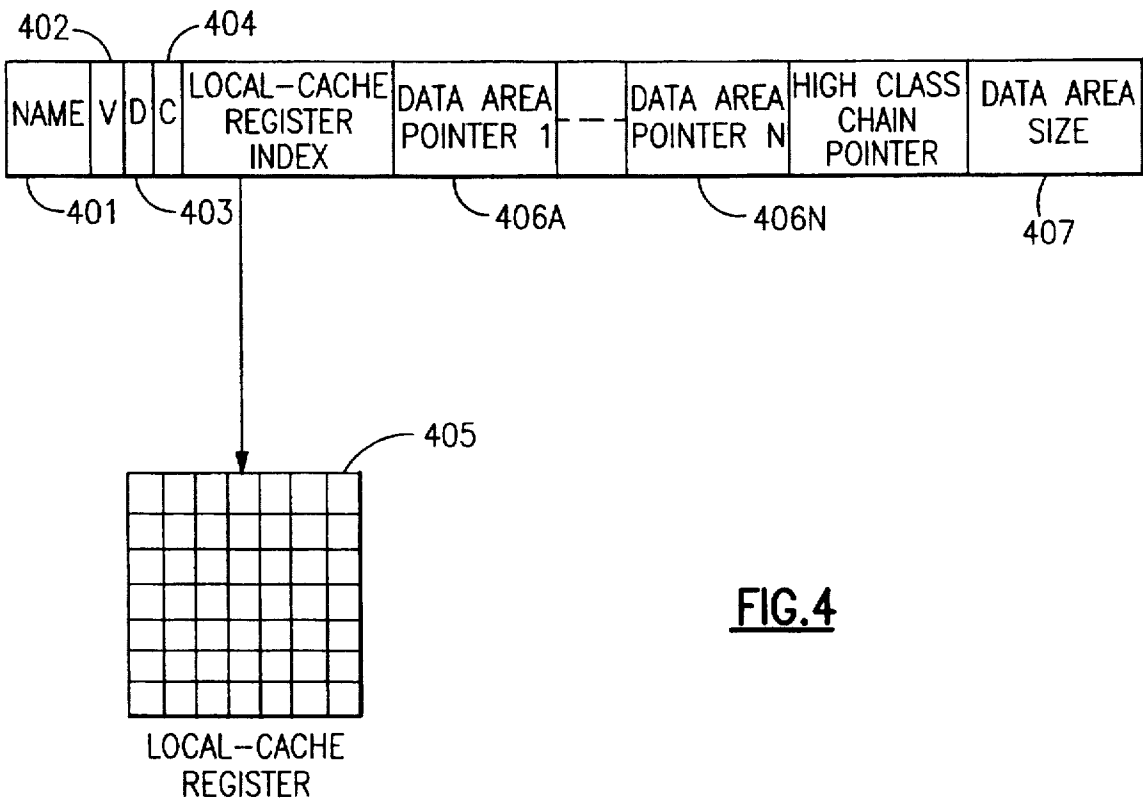 402
404
NAME
V
D
C
LOCAL-CACHE
REGISTER
INDEX
DATA AREA
POINTER 1
DATA AREA
POINTER N
HIGH CLASS
CHAIN
POINTER
DATA AREA
SIZE
401
403
406A
406N
407
405
FIG.4
LOCAL-CACHE
REGISTER